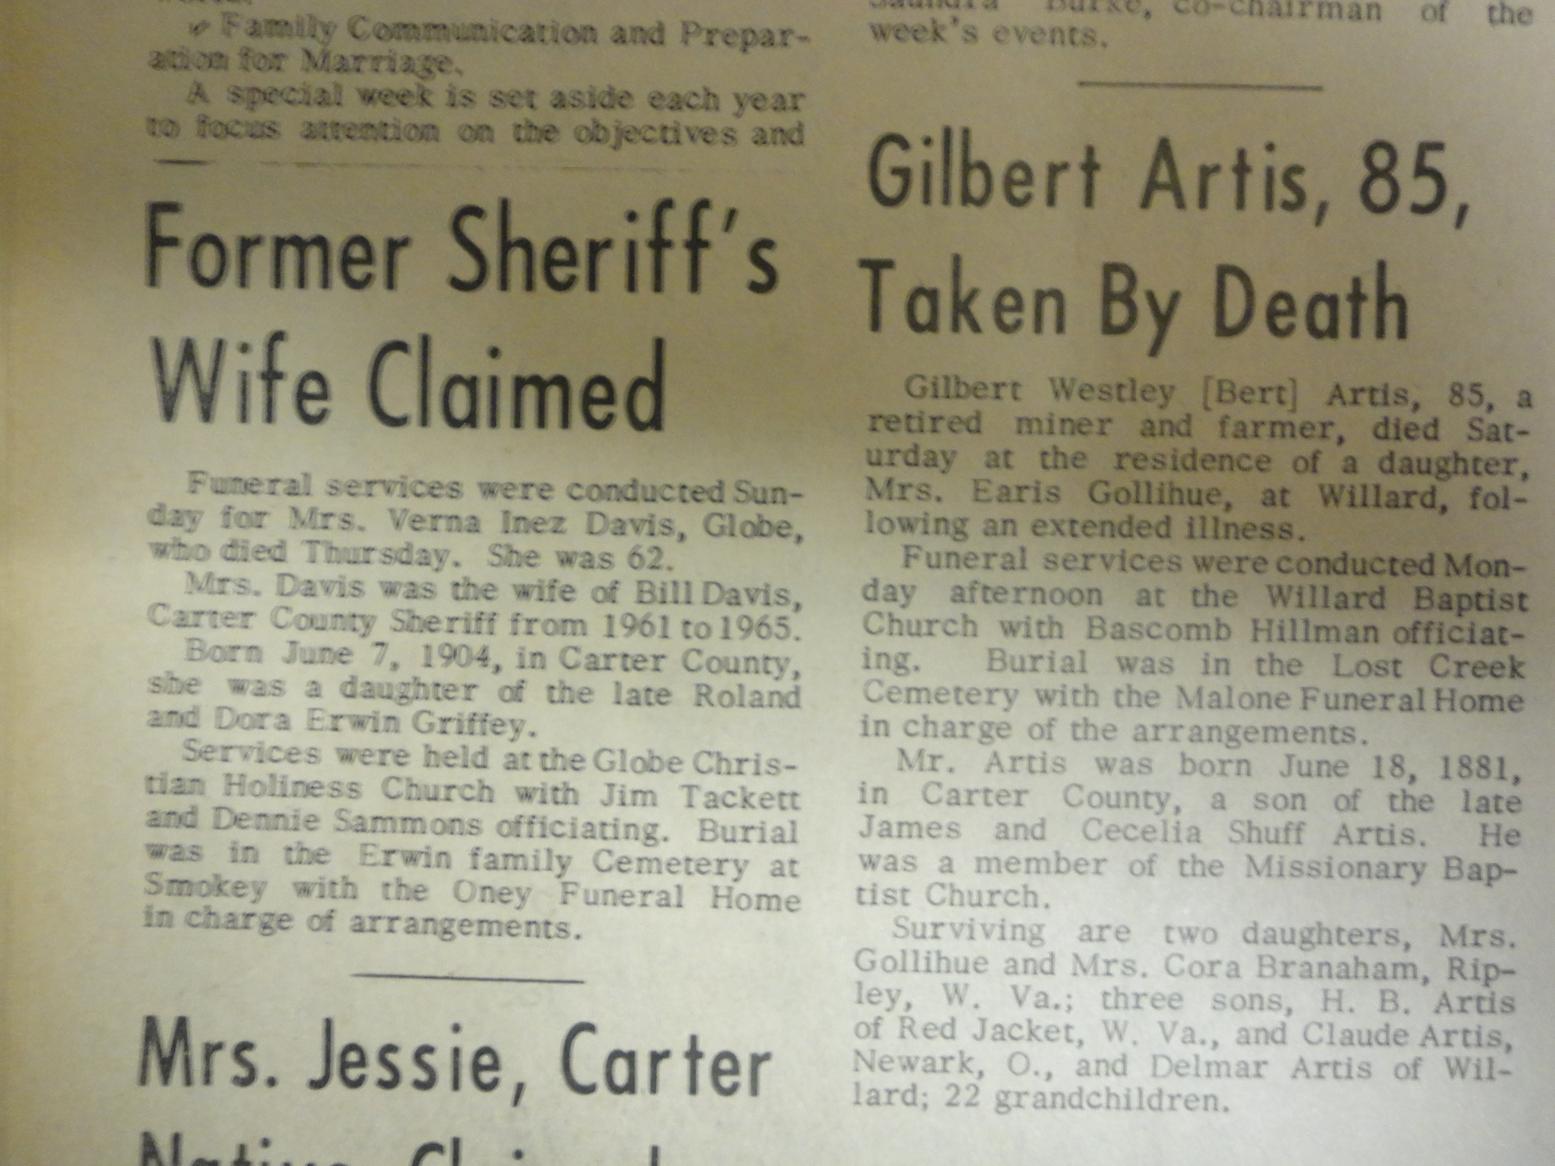 Family Communication and Prepar-
ation for Marriage.
A special week is set aside each year
to focus attention on the objectives and
Former Sheriff's
Wife Claimed
Funeral services were conducted Sun-
day for Mrs. Verna Inez Davis, Globe,
who died Thursday. She was 62.
Mrs. Davis was the wife of Bill Davis,
Carter County Sheriff from 1961 to 1965.
Born June 7, 1904, in Carter County,
she was a daughter of the late Roland
and Dora Erwin Griffey.
Services were held at the Globe Chris-
tian Holiness Church with Jim Tackett
and Dennie Sammons officiating. Burial
was in the Erwin family Cemetery at
Smokey with the Oney Funeral Home
in charge of arrangements.
Mrs. Jessie, Carter
Saundra Burke, co-chairman of the
week's events.
Gilbert Artis, 85,
Taken By Death
Gilbert Westley [Bert] Artis, 85, a
retired miner and farmer, died Sat-
urday at the residence of a daughter,
Mrs. Earis Gollihue, at Willard, fol-
lowing an extended illness.
Funeral services were conducted Mon-
day afternoon at the Willard Baptist
Church with Bascomb Hillman officiat-
ing. Burial was in the Lost Creek
Cemetery with the Malone Funeral Home
in charge of the arrangements.
Mr. Artis was born June 18, 1881,
in Carter County, a son of the late
James and Cecelia Shuff Artis. He
was a member of the Missionary Bap-
tist Church.
Surviving are two daughters, Mrs.
Gollihue and Mrs. Cora Branaham, Rip-
ley, W. Va.; three sons, H. B. Artis
of Red Jacket, W. Va., and Claude Artis,
Newark, O., and Delmar Artis of Wil-
lard; 22 grandchildren.